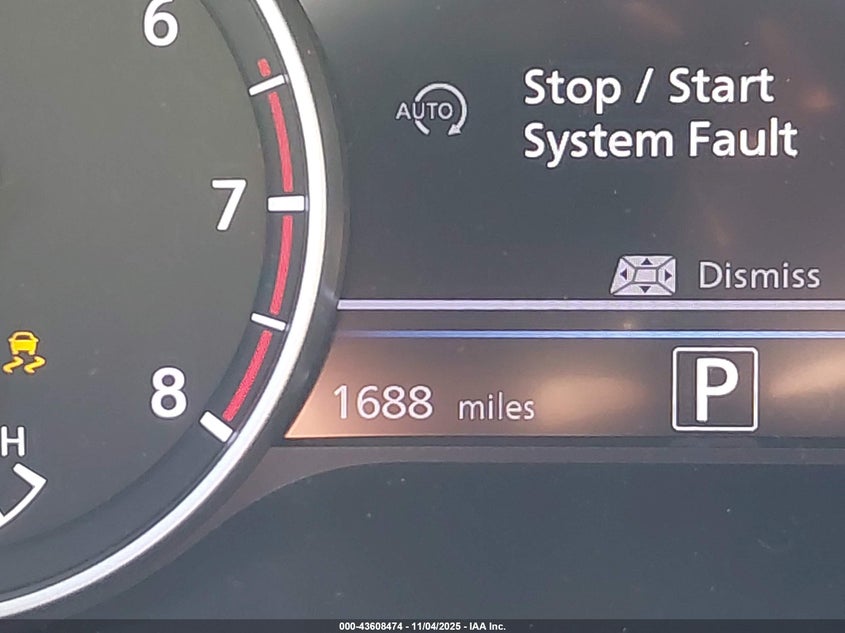 6
7
8
H
AUTO
Stop / Start
System Fault
Dismiss
1688 miles
P
000-43608474 - 11/04/2025 - IAA Inc.